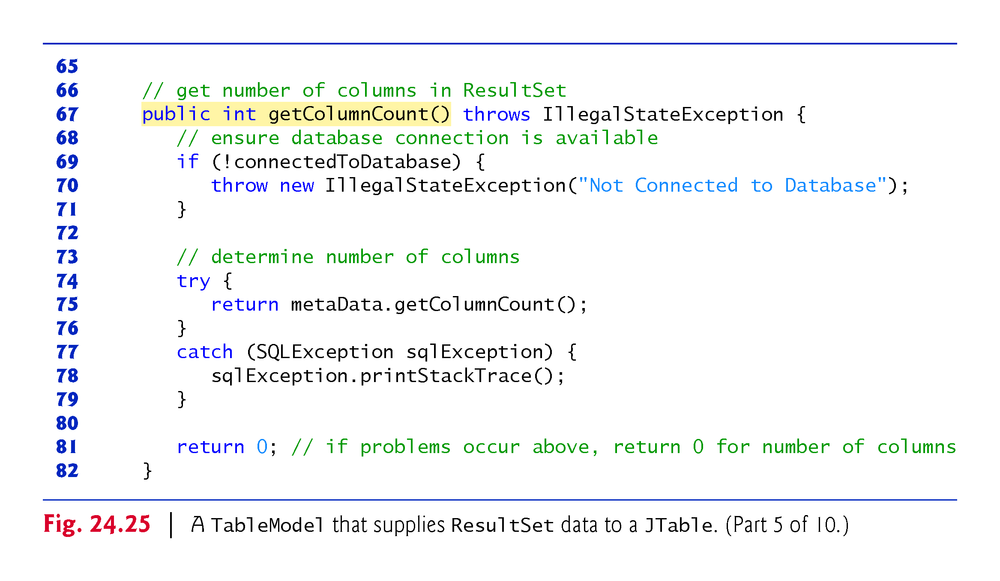 65
66 // get number of columns in ResultSet
67 public int getColumnCount() throws IllegalStateException {
68 // ensure database connection is available
69 if (!connectedToDatabase) {
70 throw new IllegalStateException("Not Connected to Database");
71 }
72
73 // determine number of columns
74 try {
75 return metaData.getColumnCount();
76 }
77 catch (SQLException sqlException) {
78 sqlException.printStackTrace();
79 }
80
81 return 0; // if problems occur above, return 0 for number of columns
82 }
Fig. 24.25 | A TableModel that supplies ResultSet data to a JTable. (Part 5 of 10.)